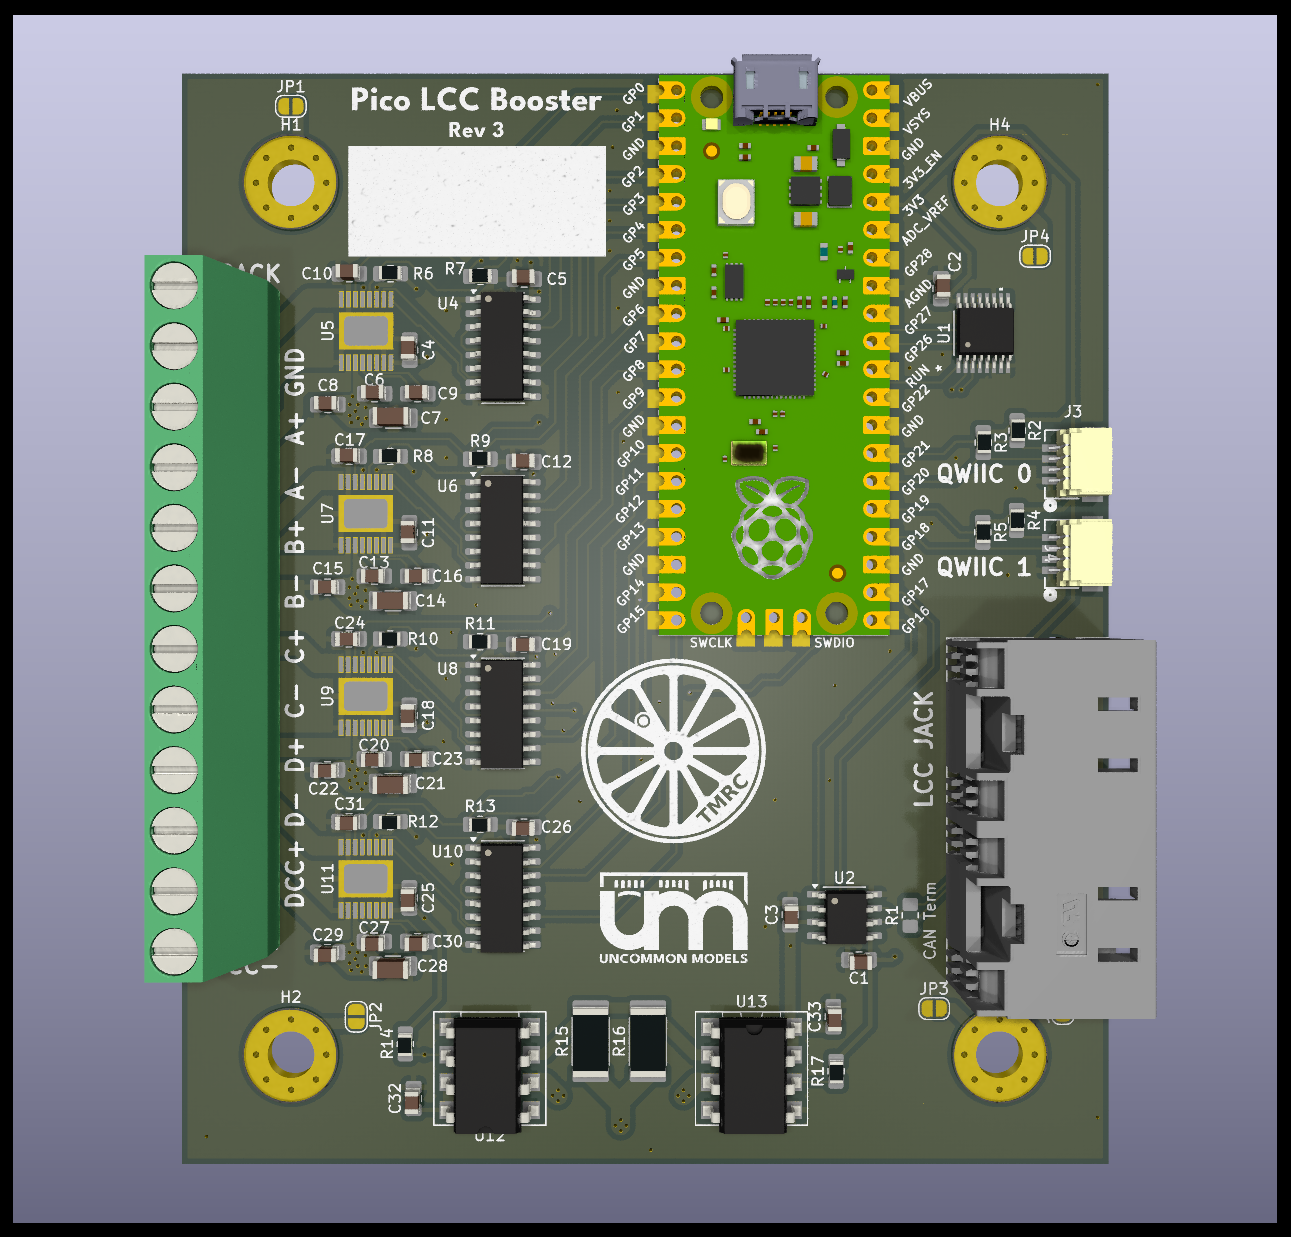 JP1
H1
Pico LCC Booster
Rev 3
GP0
GP1
GND
GP2
GP3
GP4
GP5
GND
GP6
GP7
GP8
GP9
GND
GP10
GP11
GP12
GP13
GND
GP14
GP15
VBUS
VSYS
GND
3V3_EN
3V3
ADC_VREF
GP28
AGND
GP27
GP26
RUN
GP22
GND
GP21
GP20
GP19
GP18
GND
GP17
GP16
SWCLK
SWDIO
H4
JP4
C2
U1
J3
R3
R2
QWIIC 0
R5
R4
QWIIC 1
GND
A+
A-
B+
B-
C+
C-
D+
D-
DCC+
C10
R6
R7
C5
U4
U5
C4
C8
C6
C9
C7
C17
R8
R9
C12
U6
U7
C11
C15
C13
C16
C14
C24
R10
R11
C19
U8
U9
C18
C20
C23
C22
C21
C31
R12
R13
C26
U10
U11
C25
C29
C27
C30
C28
TMRC
um
UNCOMMON MODELS
LCC JACK
CAN Term
U2
C3
R1
C1
JP3
H2
JP2
R14
C32
U12
R15
R16
U13
C33
R17